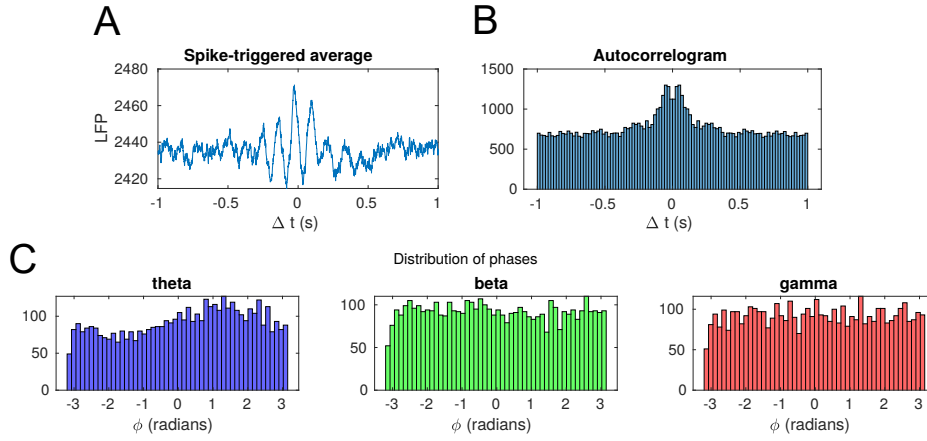 A
B
Spike-triggered average
Autocorrelogram
2480
2460
2440
2420
LFP
-1 -0.5 0 0.5 1
Δ t (s)
1500
1000
500
0
-1 -0.5 0 0.5 1
Δ t (s)
C
Distribution of phases
theta
beta
gamma
100
50
0
-3 -2 -1 0 1 2 3
ϕ (radians)
100
50
0
-3 -2 -1 0 1 2 3
ϕ (radians)
100
50
0
-3 -2 -1 0 1 2 3
ϕ (radians)